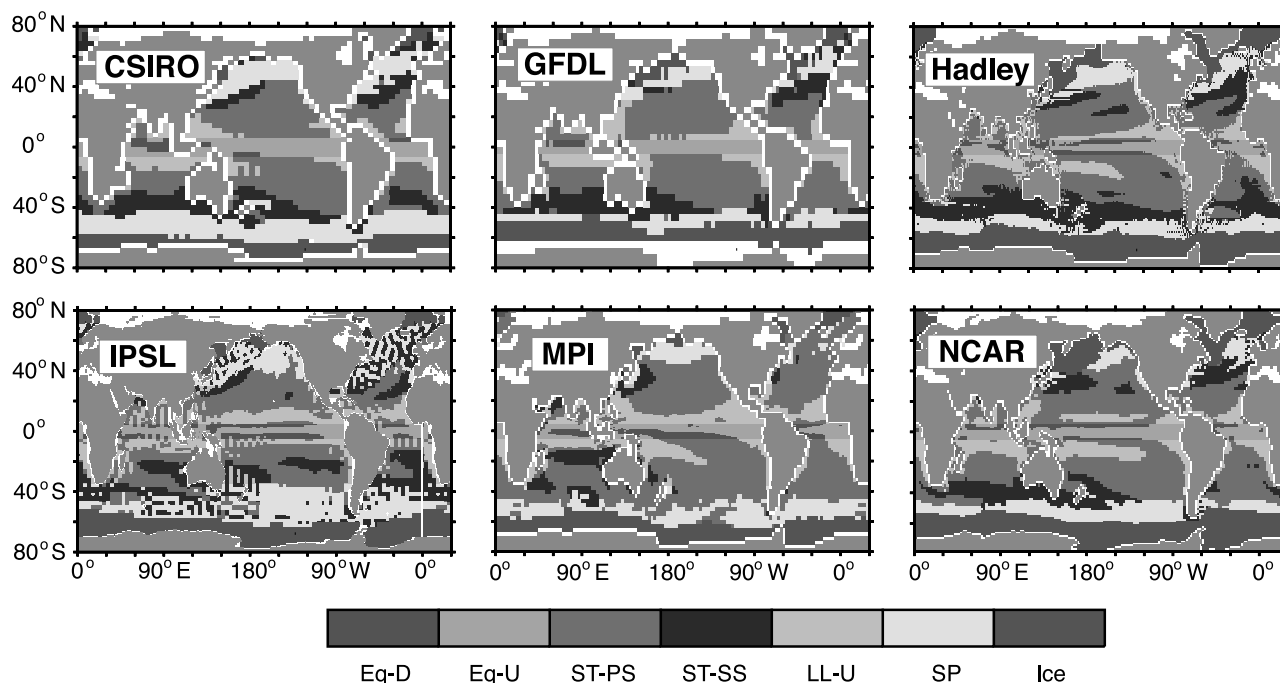 80° N
40° N
0°
40° S
80° S
CSIRO
GFDL
Hadley
80° N
40° N
0°
40° S
80° S
IPSL
MPI
NCAR
0° 90° E 180° 90° W 0°
0° 90° E 180° 90° W 0°
0° 90° E 180° 90° W 0°
Eq-D Eq-U ST-PS ST-SS LL-U SP Ice